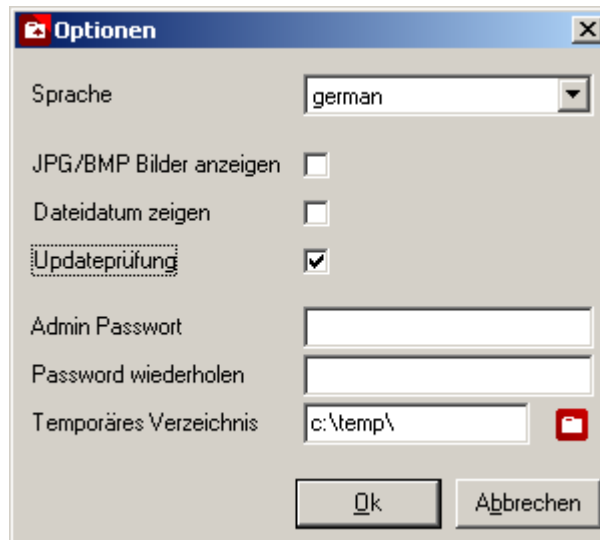 Optionen
Sprache german
JPG/BMP Bilder anzeigen
Dateidatum zeigen
Updateprüfung
Admin Passwort
Password wiederholen
Temporäres Verzeichnis c:\temp\
Ok Abbrechen